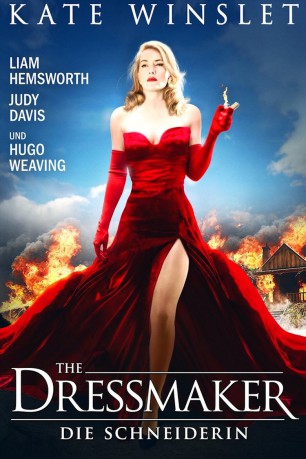 KATE WINSLET
LIAM
HEMSWORTH
JUDY
DAVIS
UND
HUGO
WEAVING
THE
DRESSMAKER
DIE SCHNEIDERIN